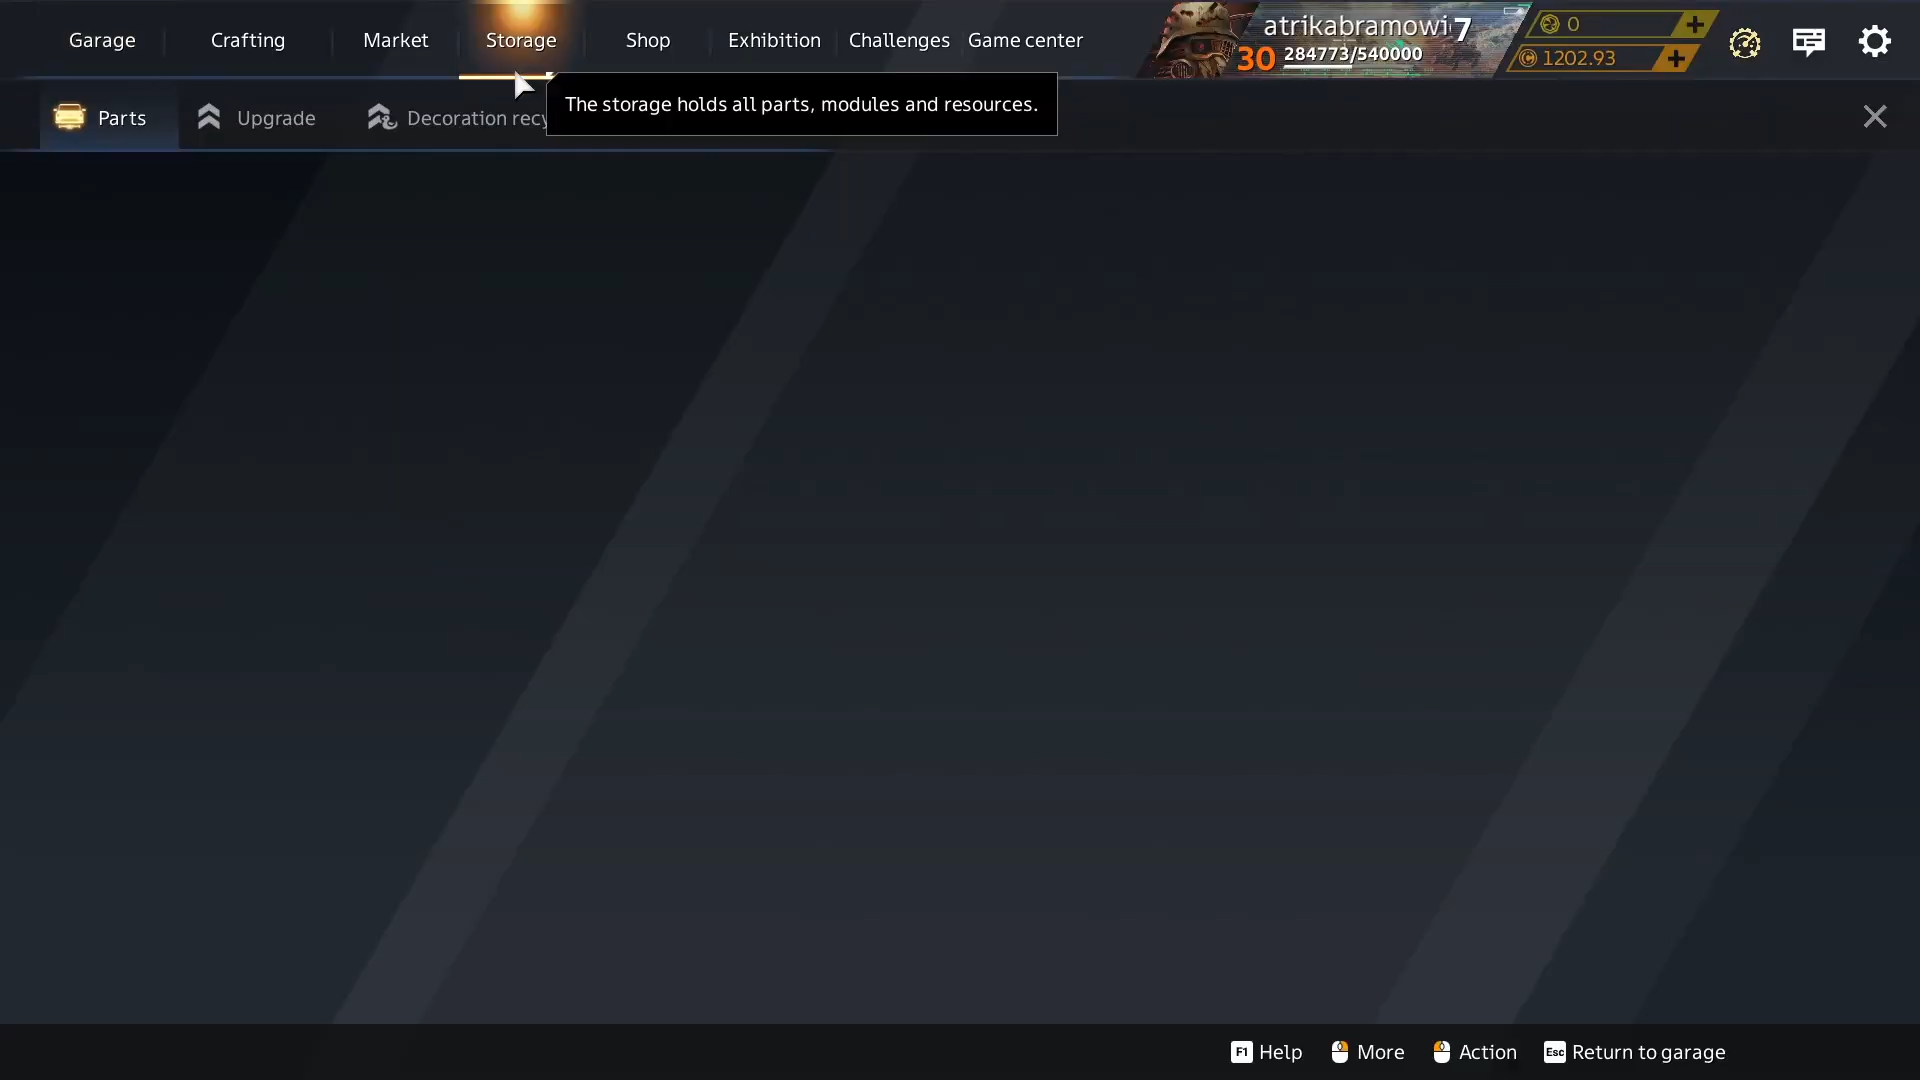 Garage Crafting Market Storage Shop Exhibition Challenges Game center
atrikabramowi 7
30 284773/540000
0
1202.93
Parts Upgrade Decoration recy
The storage holds all parts, modules and resources.
F1 Help More Action Esc Return to garage